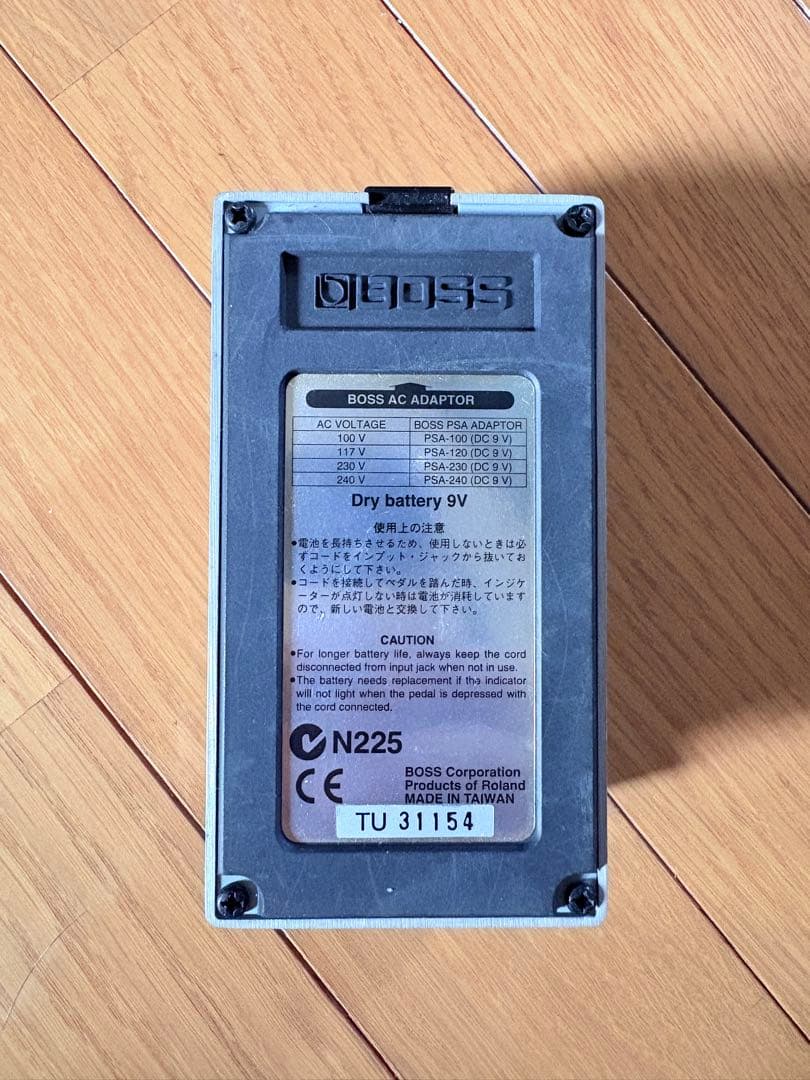 BOSS
BOSS AC ADAPTOR
AC VOLTAGE BOSS PSA ADAPTOR
100 V PSA-100 (DC 9 V)
117 V PSA-120 (DC 9 V)
230 V PSA-230 (DC 9 V)
240 V PSA-240 (DC 9 V)
Dry battery 9V
使用上の注意
●電池を長持ちさせるため、使用しないときは必
ずコードをインプット・ジャックから抜いてお
くようにして下さい。
●コードを接続してペダルを踏んだ時、インジケ
ーターが点灯しない時は電池が消耗しています
ので、新しい電池と交換して下さい。
CAUTION
●For longer battery life, always keep the cord
disconnected from input jack when not in use.
●The battery needs replacement if the indicator
will not light when the pedal is depressed with
the cord connected.
N225
CE
BOSS Corporation
Products of Roland
MADE IN TAIWAN
TU 31154